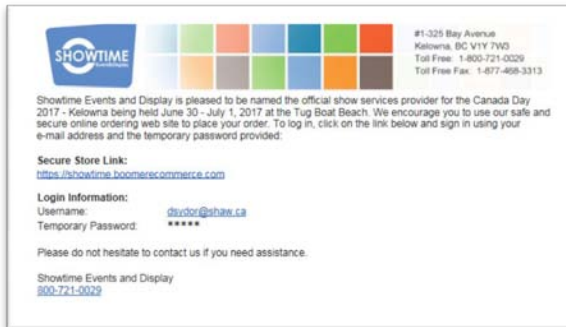 SHOWTIME
#1-325 Bay Avenue
Kelowna, BC V1Y 7W3
Toll Free: 1-800-721-0029
Toll Free Fax: 1-877-468-3313
Showtime Events and Display is pleased to be named the official show services provider for the Canada Day
2017 - Kelowna being held June 30 - July 1, 2017 at the Tug Boat Beach. We encourage you to use our safe and
secure online ordering web site to place your order. To log in, click on the link below and sign in using your
e-mail address and the temporary password provided:
Secure Store Link:
https://showtime.boomerecommerce.com
Login Information:
Username: dsydor@shaw.ca
Temporary Password: *****
Please do not hesitate to contact us if you need assistance.
Showtime Events and Display
800-721-0029